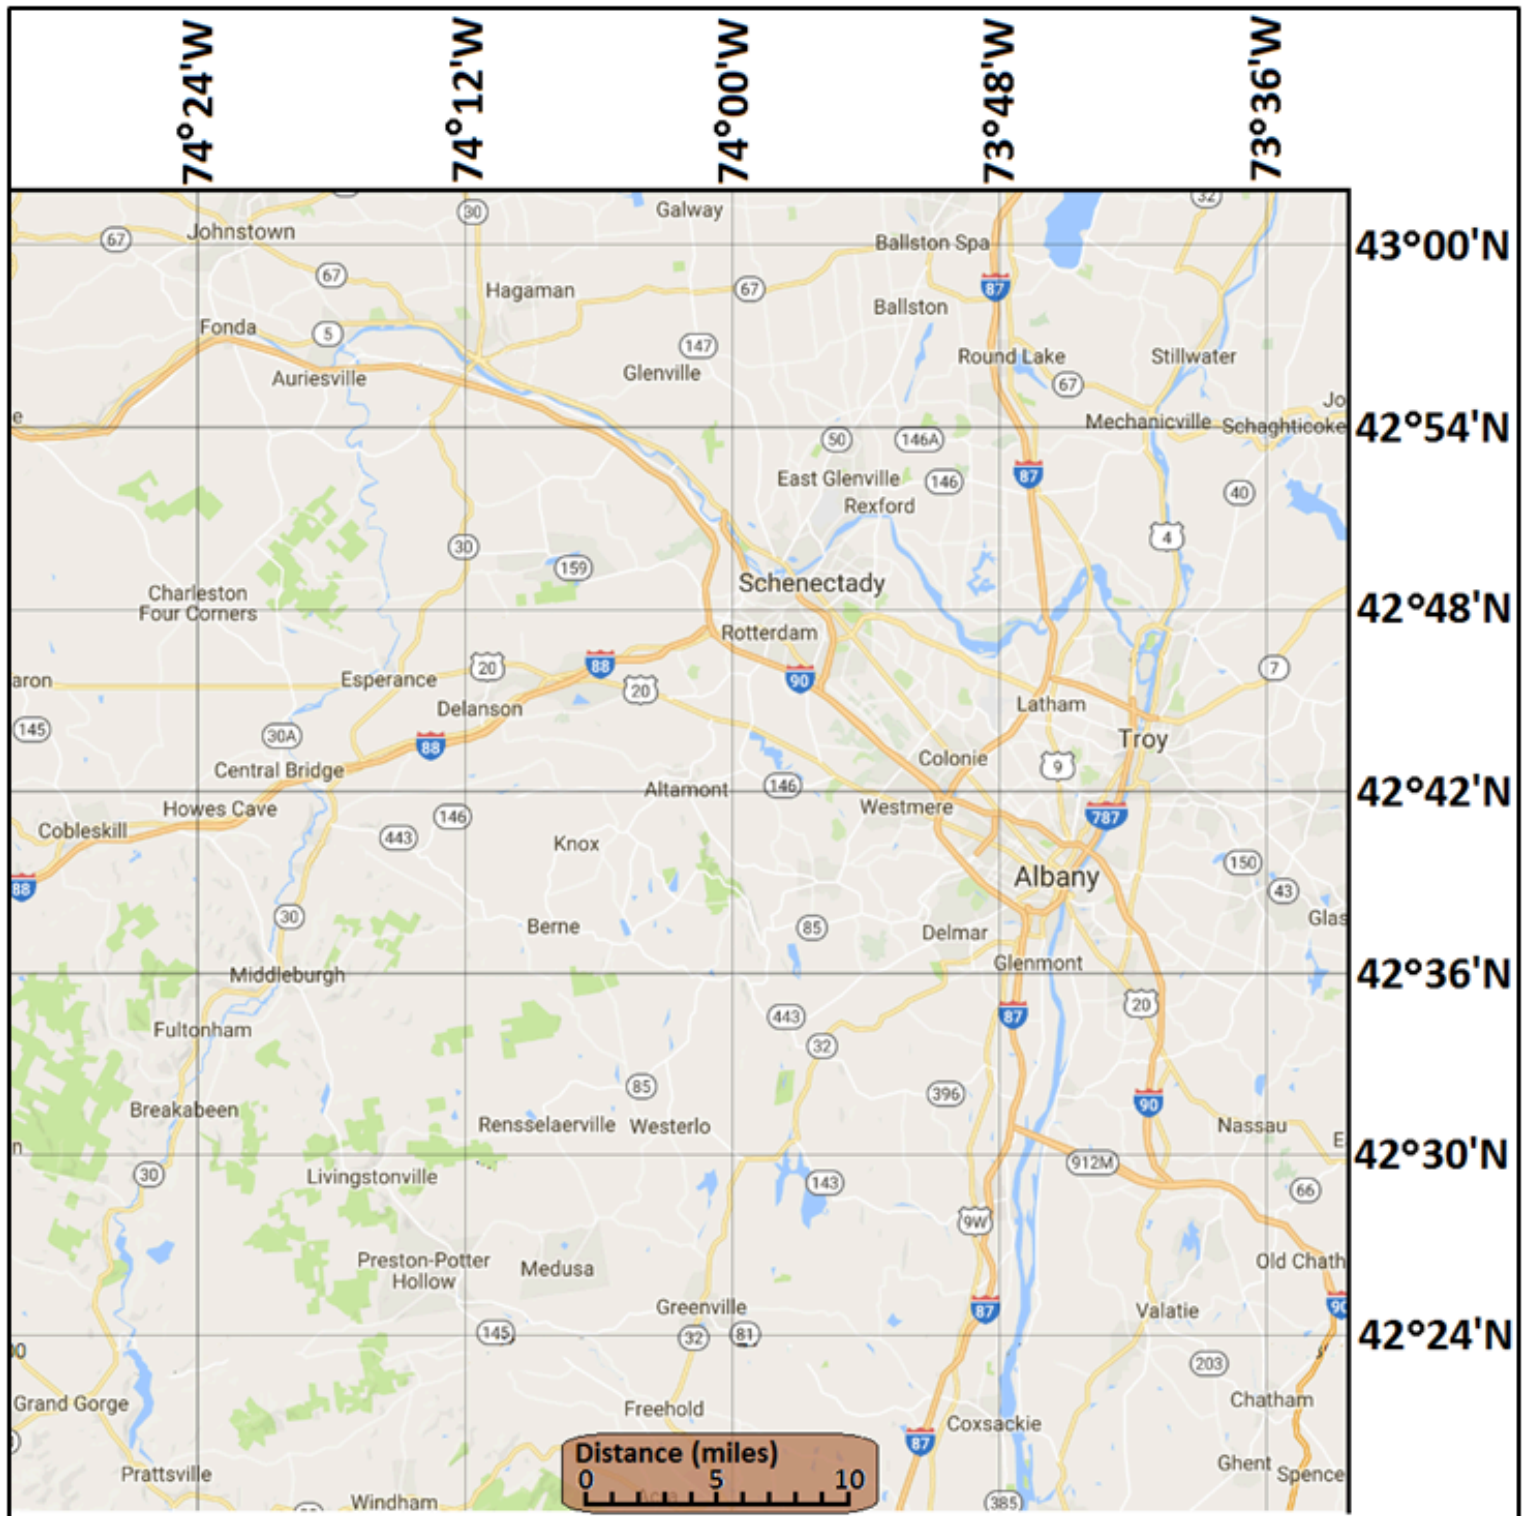 74°24'W
74°12'W
74°00'W
73°48'W
73°36'W
32
30
Galway
Johnstown
67
Ballston Spa
43°00'N
67
Hagaman
67
87
Ballston
Fonda
5
147
Round Lake
Stillwater
Auriesville
Glenville
67
Jo
e
Mechanicville
Schaghticoke
42°54'N
50
146A
East Glenville
146
87
40
Rexford
4
30
159
Schenectady
Charleston
Four Corners
42°48'N
Rotterdam
aron
Esperance
20
88
20
90
7
Delanson
Latham
145
30A
88
Troy
Central Bridge
Colonie
9
Altamont
146
42°42'N
Howes Cave
146
Westmere
787
Cobleskill
443
Knox
150
88
Albany
43
30
Berne
85
Delmar
Glas
Middleburgh
Glenmont
42°36'N
20
Fultonham
443
87
32
85
396
90
Breakabeen
Rensselaerville
Westerlo
Nassau
E
n
42°30'N
30
Livingstonville
143
912M
66
9W
Preston-Potter
Hollow
Medusa
Old Chath
Greenville
87
Valatie
90
145
32
81
42°24'N
203
Grand Gorge
Freehold
Coxsackie
Chatham
87
Distance (miles)
0 5 10
Prattsville
Ghent
Spence
Windham
385